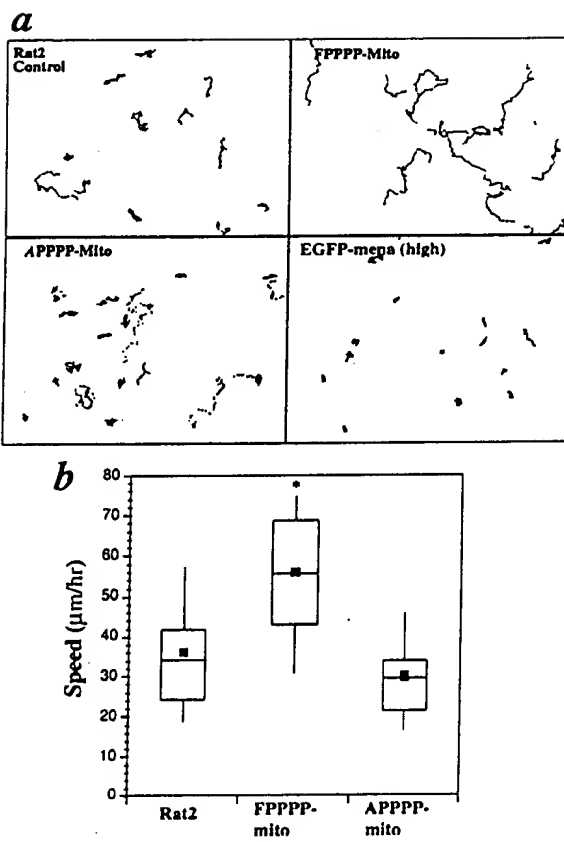 a
Rat2
Control
FPPPP-Mito
APPPP-Mito
EGFP-mena (high)
b
80
70
60
50
40
30
20
10
0
Speed (µm/hr)
*
Rat2
FPPPP-
mito
APPPP-
mito